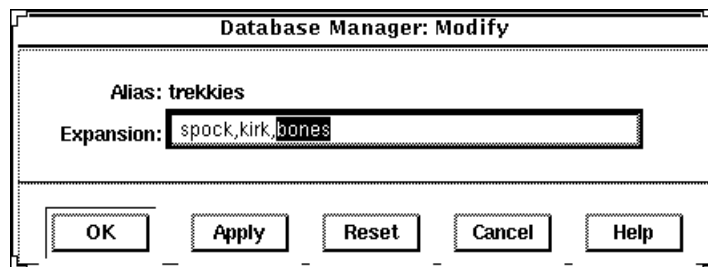 Database Manager: Modify
Alias: trekkies
Expansion: spock,kirk,bones
OK Apply Reset Cancel Help